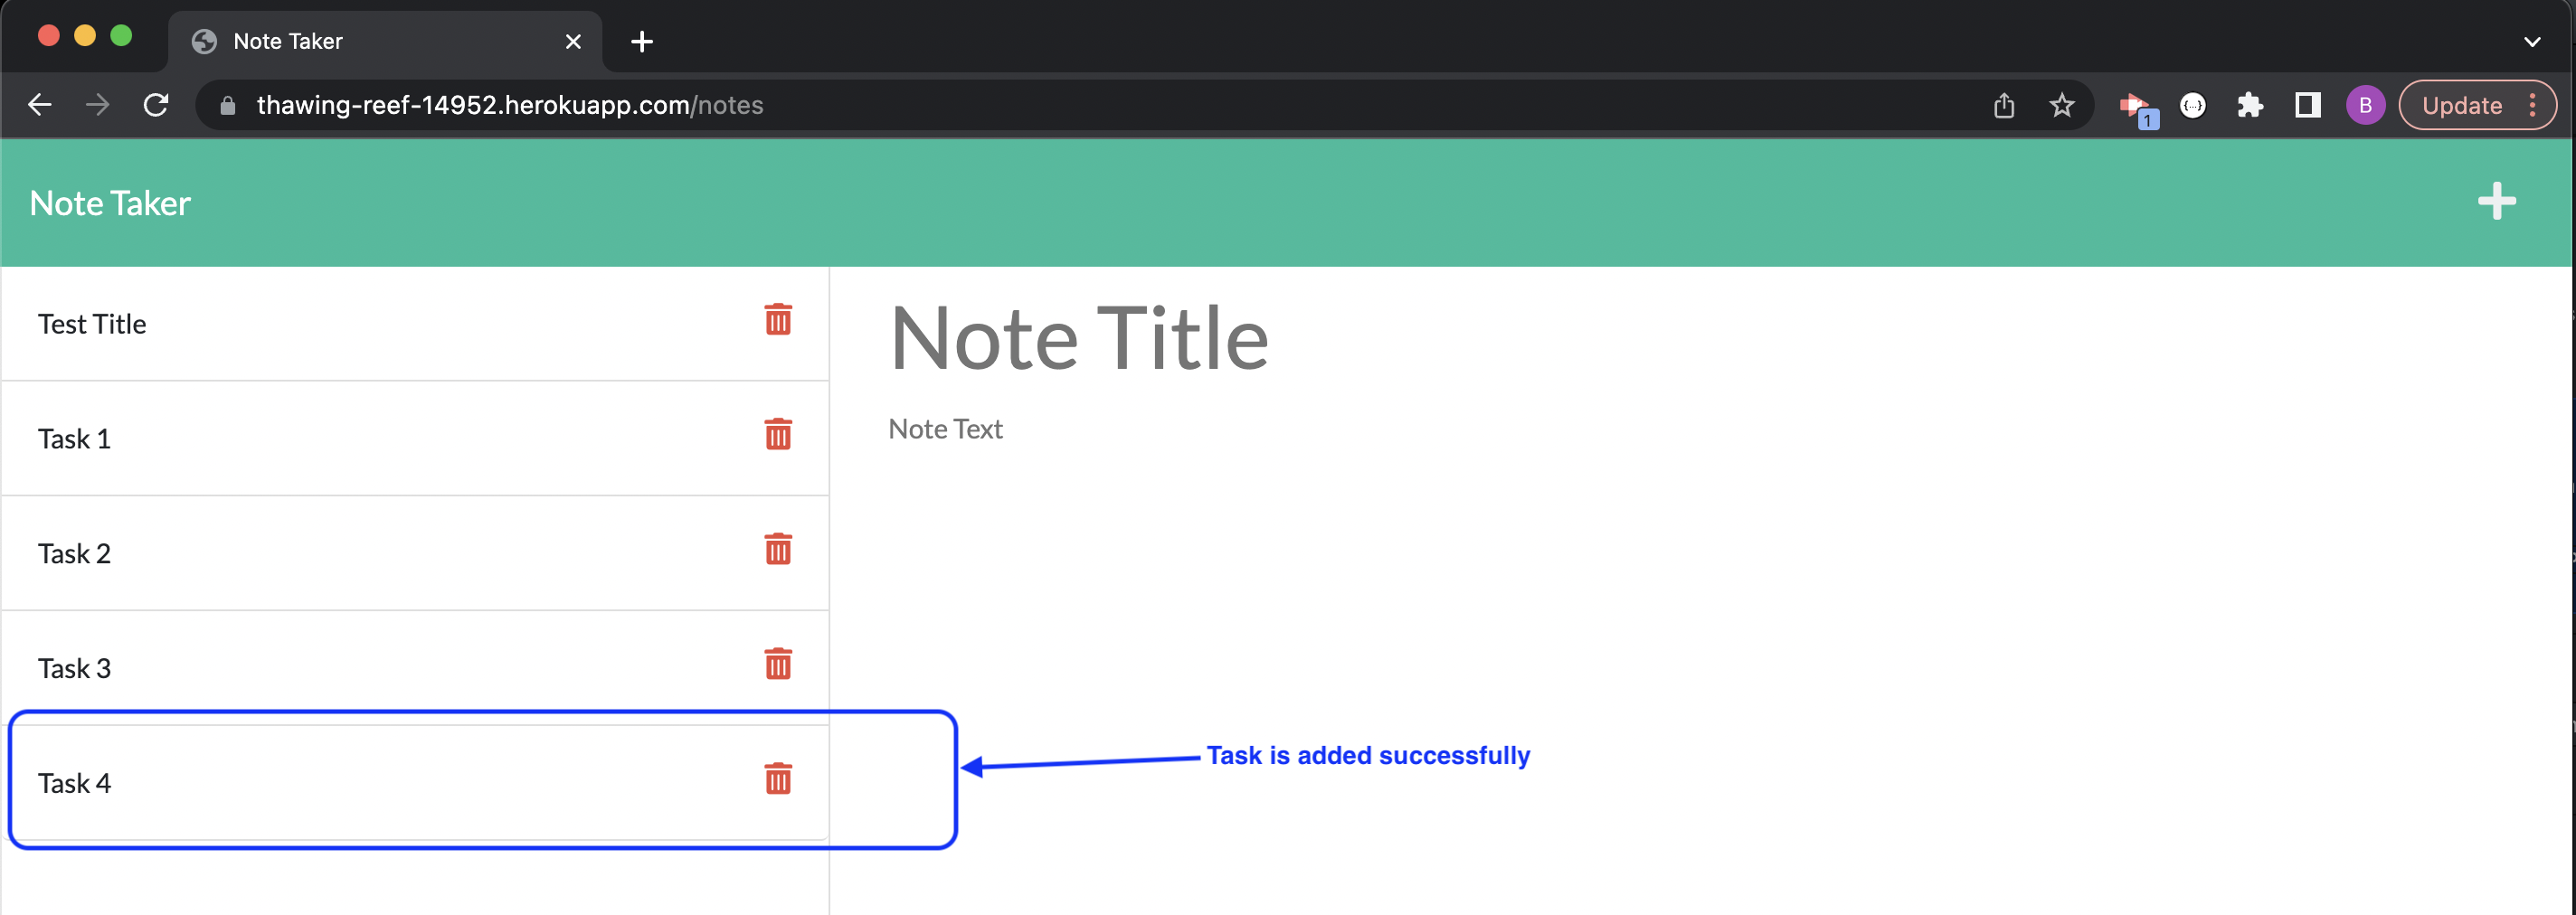 Note Taker
thawing-reef-14952.herokuapp.com/notes
1
{...}
B
Update
Note Taker
Test Title
Task 1
Task 2
Task 3
Task 4
Note Title
Note Text
Task is added successfully